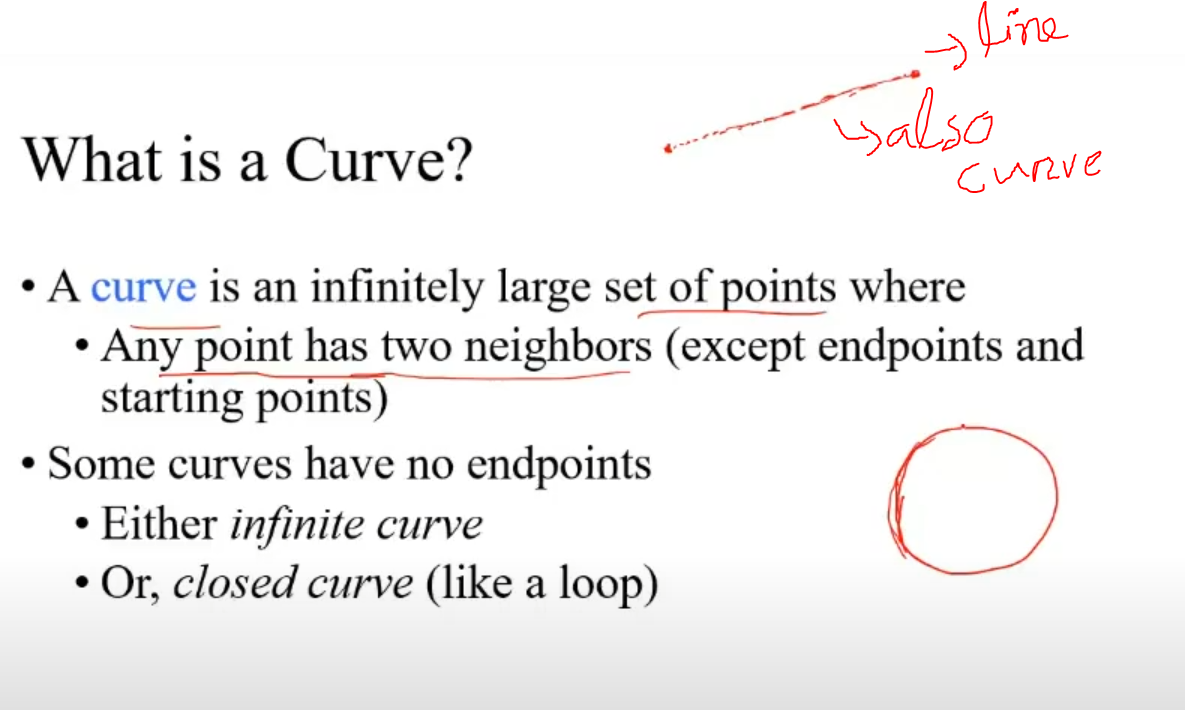 → line
↳ also
curve
What is a Curve?
• A curve is an infinitely large set of points where
• Any point has two neighbors (except endpoints and
starting points)
• Some curves have no endpoints
• Either infinite curve
• Or, closed curve (like a loop)